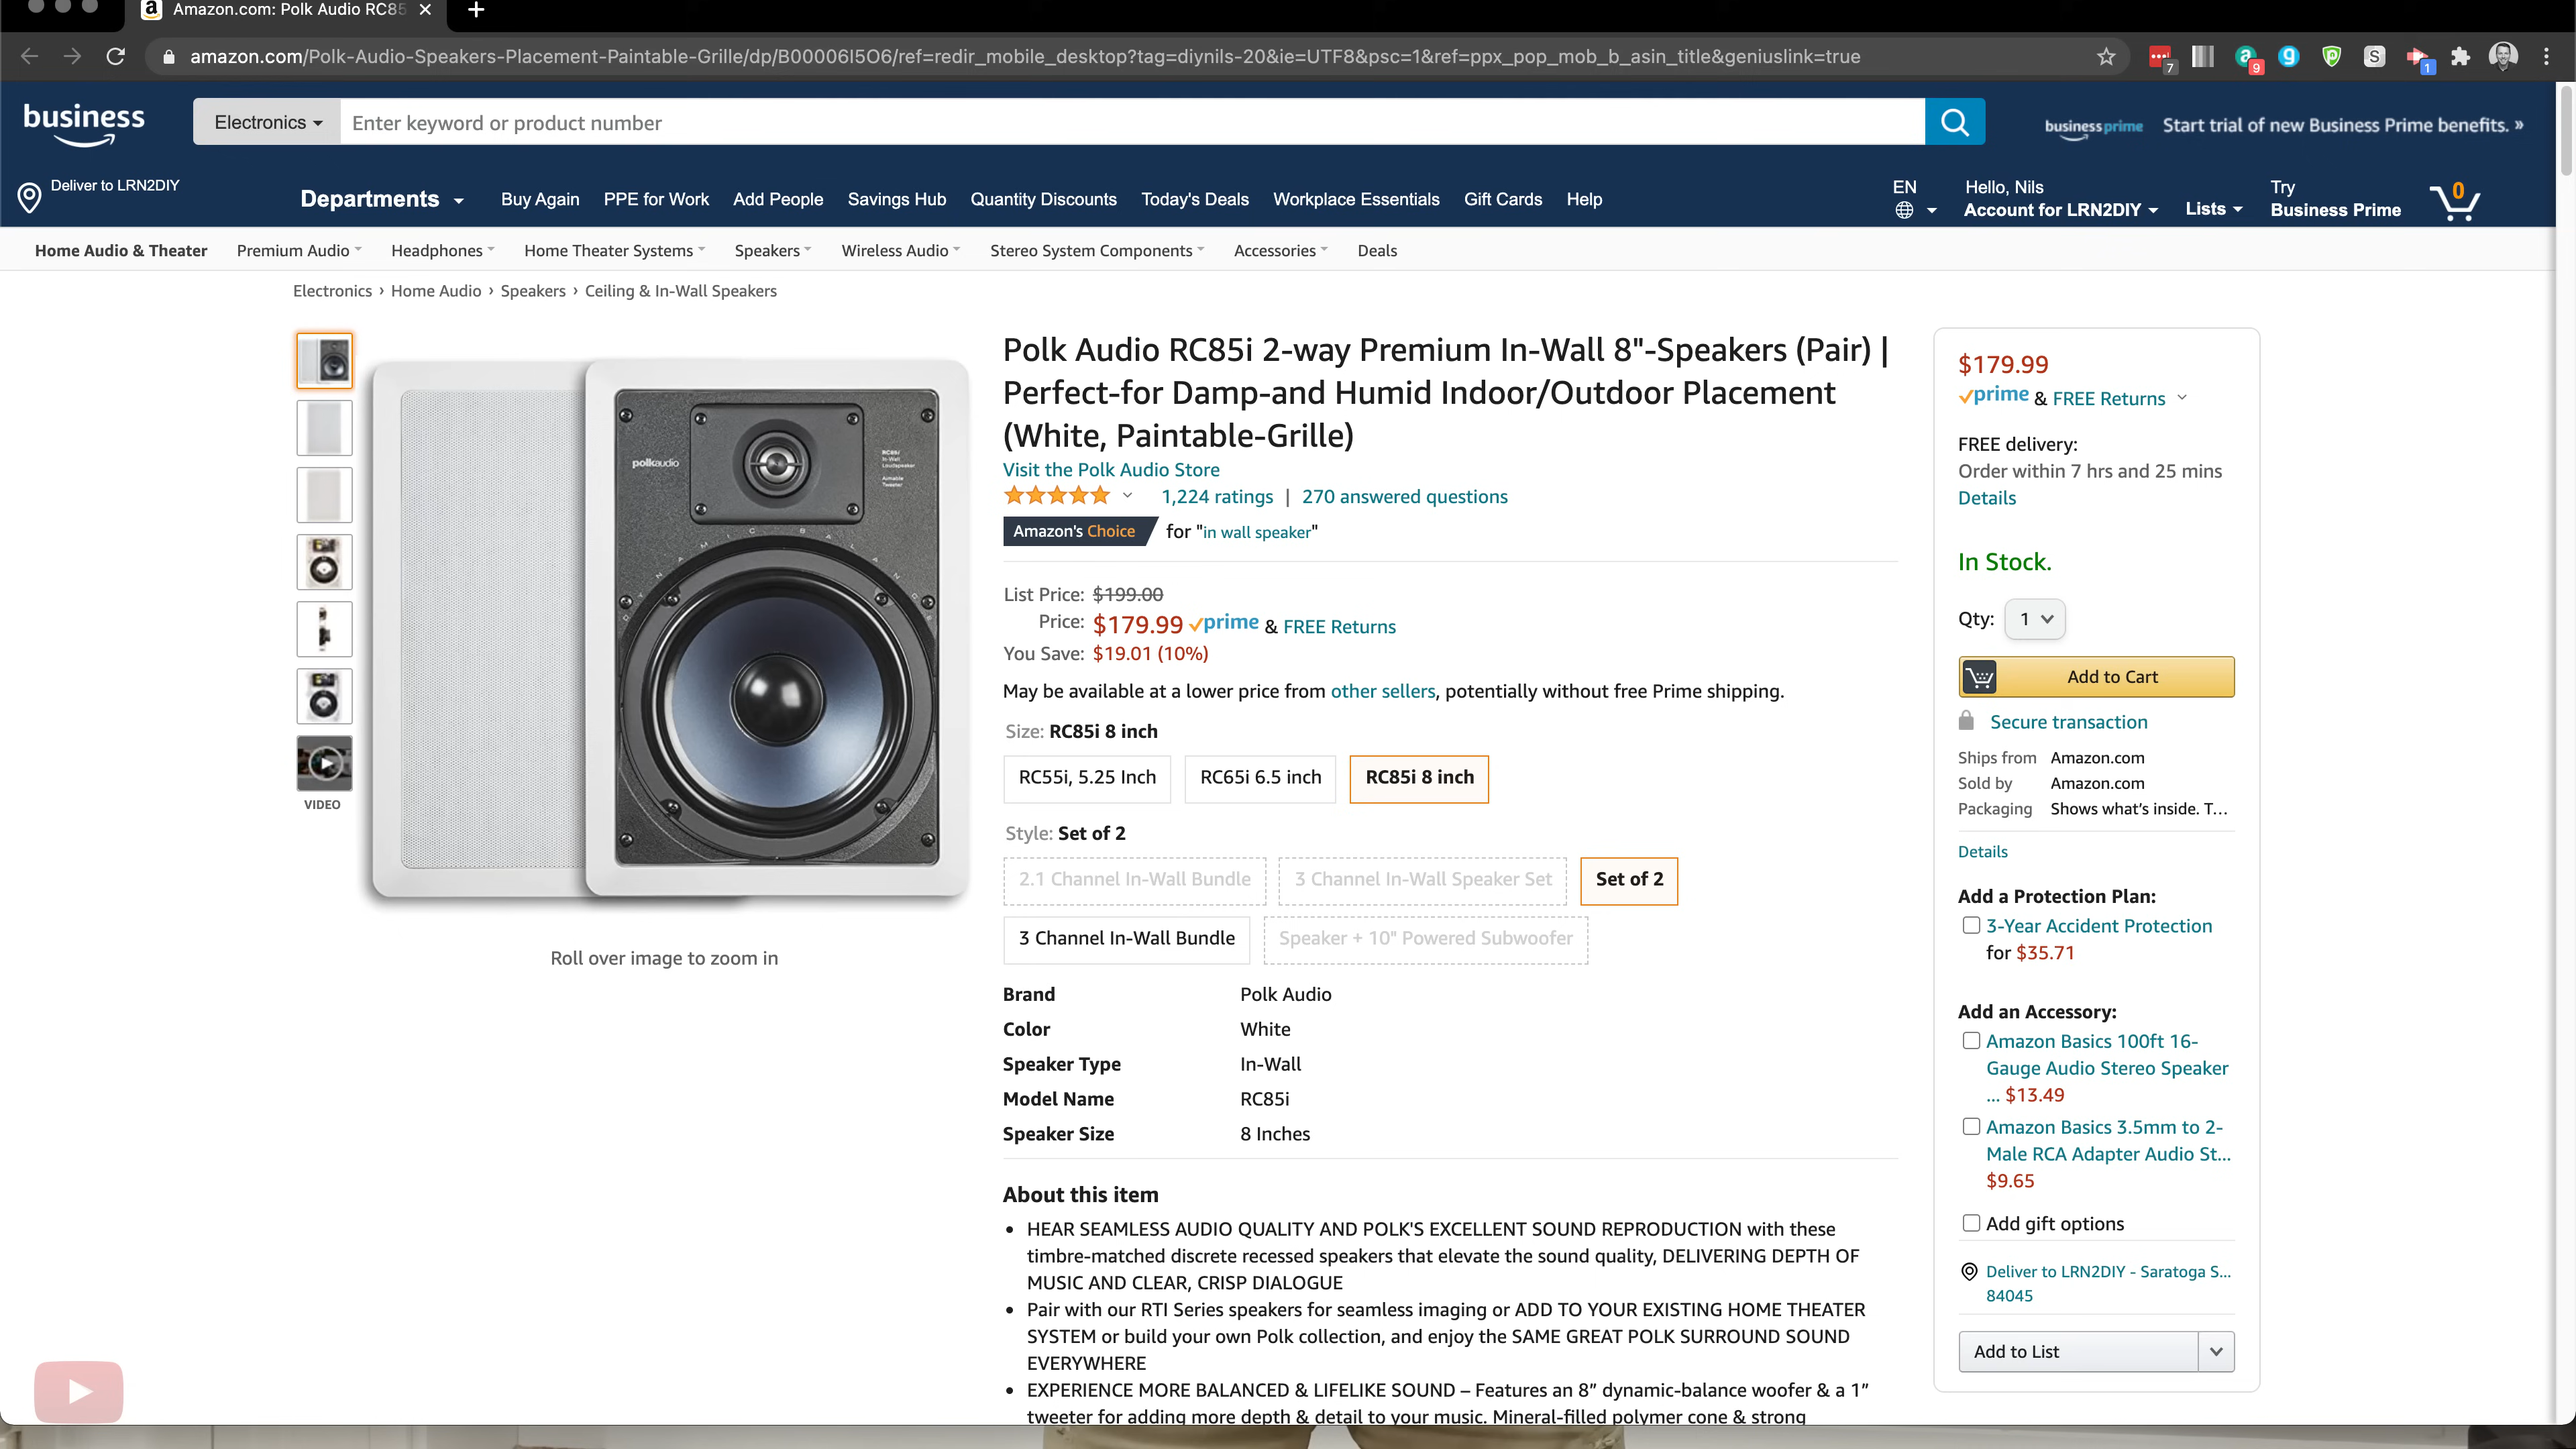 Amazon.com: Polk Audio RC85
amazon.com/Polk-Audio-Speakers-Placement-Paintable-Grille/dp/B00006I5O6/ref=redir_mobile_desktop?tag=diynils-20&ie=UTF8&psc=1&ref=ppx_pop_mob_b_asin_title&geniuslink=true
7
9
1
business
Electronics
Enter keyword or product number
business prime
Start trial of new Business Prime benefits. »
Deliver to LRN2DIY
Departments
Buy Again
PPE for Work
Add People
Savings Hub
Quantity Discounts
Today's Deals
Workplace Essentials
Gift Cards
Help
EN
Hello, Nils
Account for LRN2DIY
Lists
Try
Business Prime
0
Home Audio & Theater
Premium Audio
Headphones
Home Theater Systems
Speakers
Wireless Audio
Stereo System Components
Accessories
Deals
Electronics › Home Audio › Speakers › Ceiling & In-Wall Speakers
VIDEO
polkaudio
RC85i
In-Wall
Loudspeaker
Aimable
Tweeter
DYNAMIC BALANCE
Roll over image to zoom in
Polk Audio RC85i 2-way Premium In-Wall 8"-Speakers (Pair) |
Perfect-for Damp-and Humid Indoor/Outdoor Placement
(White, Paintable-Grille)
Visit the Polk Audio Store
1,224 ratings | 270 answered questions
Amazon's Choice for "in wall speaker"
List Price: $199.00
Price: $179.99 prime & FREE Returns
You Save: $19.01 (10%)
May be available at a lower price from other sellers, potentially without free Prime shipping.
Size: RC85i 8 inch
RC55i, 5.25 Inch
RC65i 6.5 inch
RC85i 8 inch
Style: Set of 2
2.1 Channel In-Wall Bundle
3 Channel In-Wall Speaker Set
Set of 2
3 Channel In-Wall Bundle
Speaker + 10" Powered Subwoofer
Brand Polk Audio
Color White
Speaker Type In-Wall
Model Name RC85i
Speaker Size 8 Inches
About this item
• HEAR SEAMLESS AUDIO QUALITY AND POLK'S EXCELLENT SOUND REPRODUCTION with these
timbre-matched discrete recessed speakers that elevate the sound quality, DELIVERING DEPTH OF
MUSIC AND CLEAR, CRISP DIALOGUE
• Pair with our RTI Series speakers for seamless imaging or ADD TO YOUR EXISTING HOME THEATER
SYSTEM or build your own Polk collection, and enjoy the SAME GREAT POLK SURROUND SOUND
EVERYWHERE
• EXPERIENCE MORE BALANCED & LIFELIKE SOUND – Features an 8” dynamic-balance woofer & a 1”
tweeter for adding more depth & detail to your music. Mineral-filled polymer cone & strong
$179.99
prime & FREE Returns
FREE delivery:
Order within 7 hrs and 25 mins
Details
In Stock.
Qty: 1
Add to Cart
Secure transaction
Ships from Amazon.com
Sold by Amazon.com
Packaging Shows what’s inside. T…
Details
Add a Protection Plan:
3-Year Accident Protection
for $35.71
Add an Accessory:
Amazon Basics 100ft 16-
Gauge Audio Stereo Speaker
... $13.49
Amazon Basics 3.5mm to 2-
Male RCA Adapter Audio St...
$9.65
Add gift options
Deliver to LRN2DIY - Saratoga S...
84045
Add to List